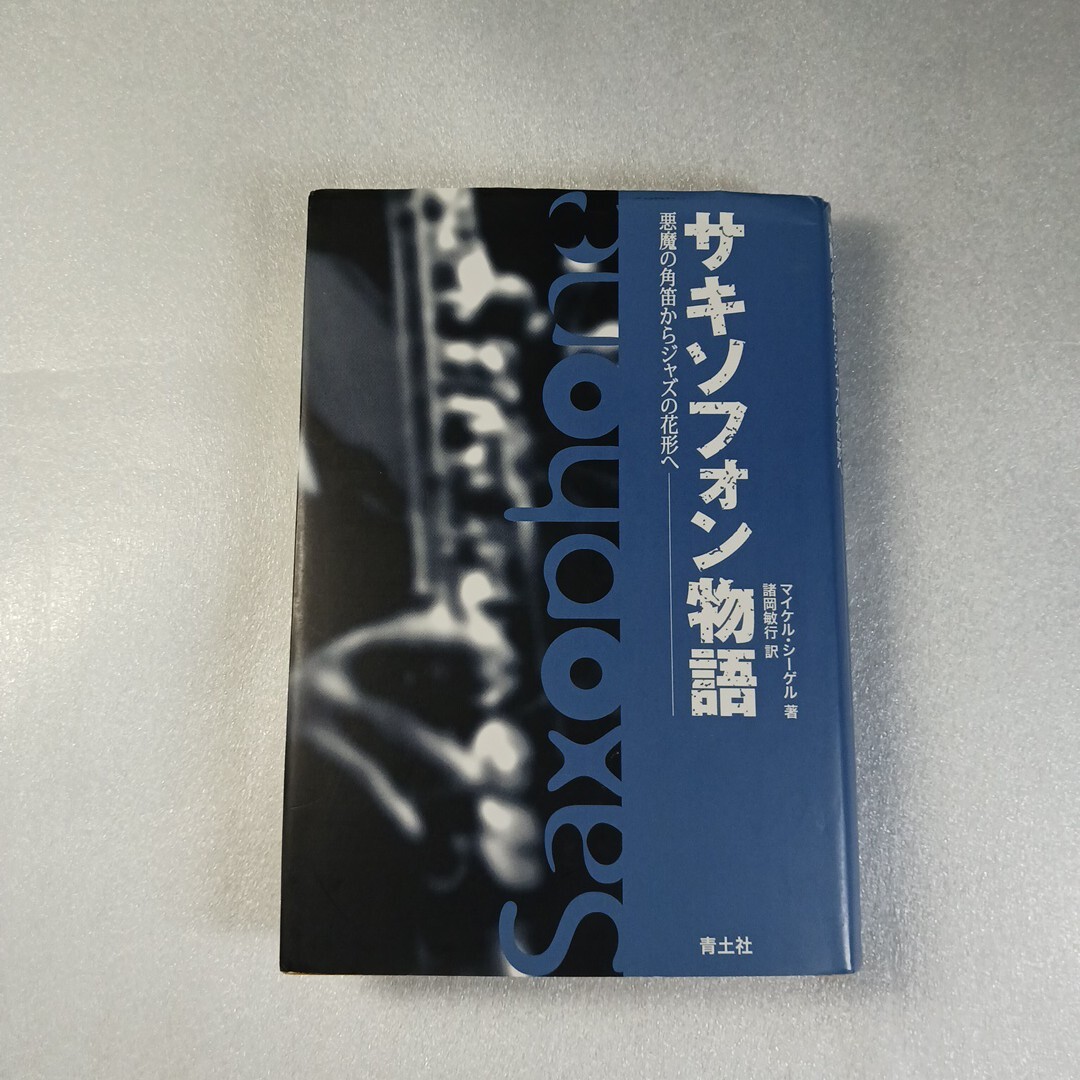 サキソフォン物語
悪魔の角笛からジャズの花形へ
マイケル・シーゲル 著
諸岡敏行 訳
Saxophone
青土社